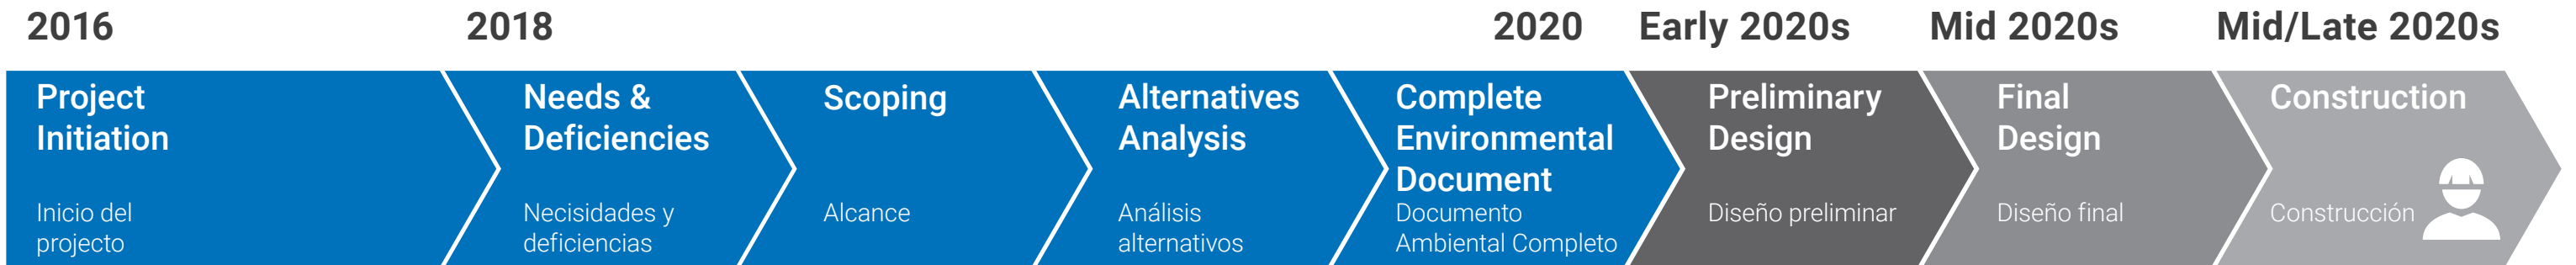 2016
2018
2020
Early 2020s
Mid 2020s
Mid/Late 2020s
Project
Initiation
Inicio del
projecto
Needs &
Deficiencies
Necisidades y
deficiencias
Scoping
Alcance
Alternatives
Analysis
Análisis
alternativos
Complete
Environmental
Document
Documento
Ambiental Completo
Preliminary
Design
Diseño preliminar
Final
Design
Diseño final
Construction
Construcción